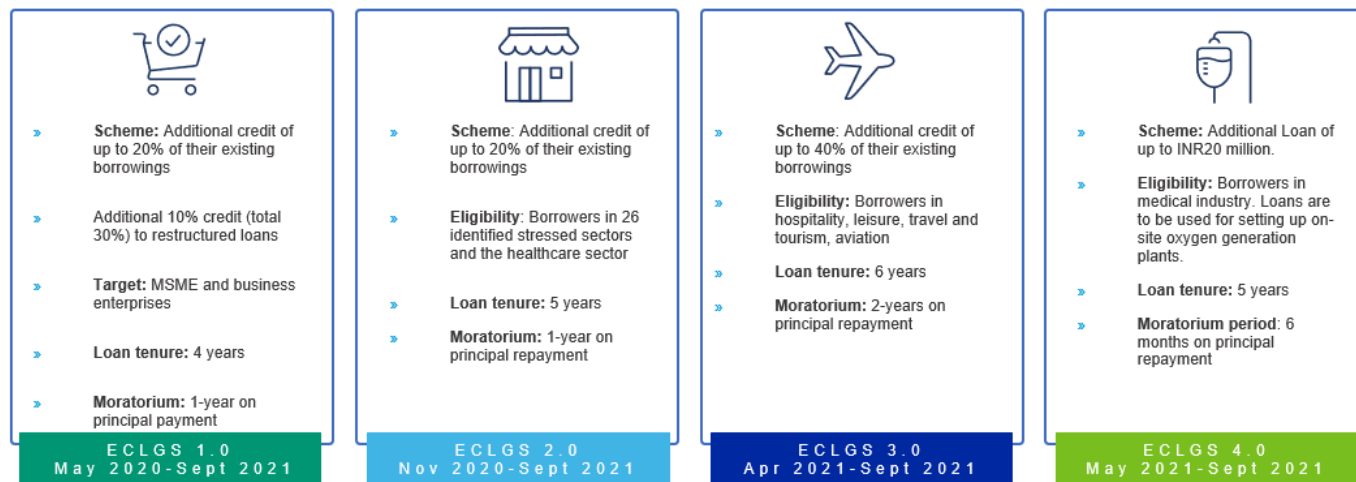 Scheme: Additional credit of
up to 20% of their existing
borrowings
Additional 10% credit (total
30%) to restructured loans
Target: MSME and business
enterprises
Loan tenure: 4 years
Moratorium: 1-year on
principal payment
ECLGS 1.0
May 2020-Sept 2021
Scheme: Additional credit of
up to 20% of their existing
borrowings
Eligibility: Borrowers in 26
identified stressed sectors
and the healthcare sector
Loan tenure: 5 years
Moratorium: 1-year on
principal repayment
ECLGS 2.0
Nov 2020-Sept 2021
Scheme: Additional credit of
up to 40% of their existing
borrowings
Eligibility: Borrowers in
hospitality, leisure, travel and
tourism, aviation
Loan tenure: 6 years
Moratorium: 2-years on
principal repayment
ECLGS 3.0
Apr 2021-Sept 2021
Scheme: Additional Loan of
up to INR20 million.
Eligibility: Borrowers in
medical industry. Loans are
to be used for setting up on-
site oxygen generation
plants.
Loan tenure: 5 years
Moratorium period: 6
months on principal
repayment
ECLGS 4.0
May 2021-Sept 2021